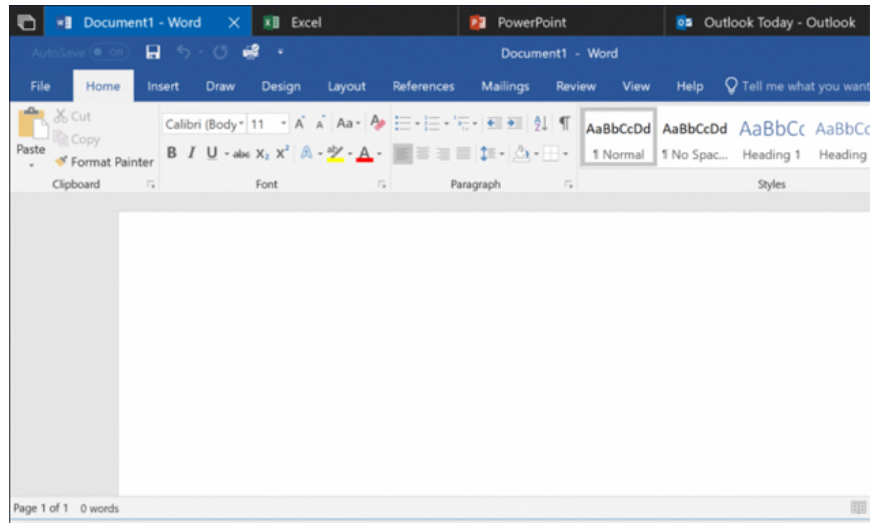 Document1 - Word Excel PowerPoint Outlook Today - Outlook
AutoSave Off Document1 - Word
File Home Insert Draw Design Layout References Mailings Review View Help Tell me what you want
Paste Cut Copy Format Painter
Calibri (Body 11 A A Aa A
B I U abc X₂ X² A ab A
AaBbCcDd AaBbCcDd AaBbCc AaBbCc
¶ Normal ¶ No Spac... Heading 1 Heading
Clipboard Font Paragraph Styles
Page 1 of 1 0 words